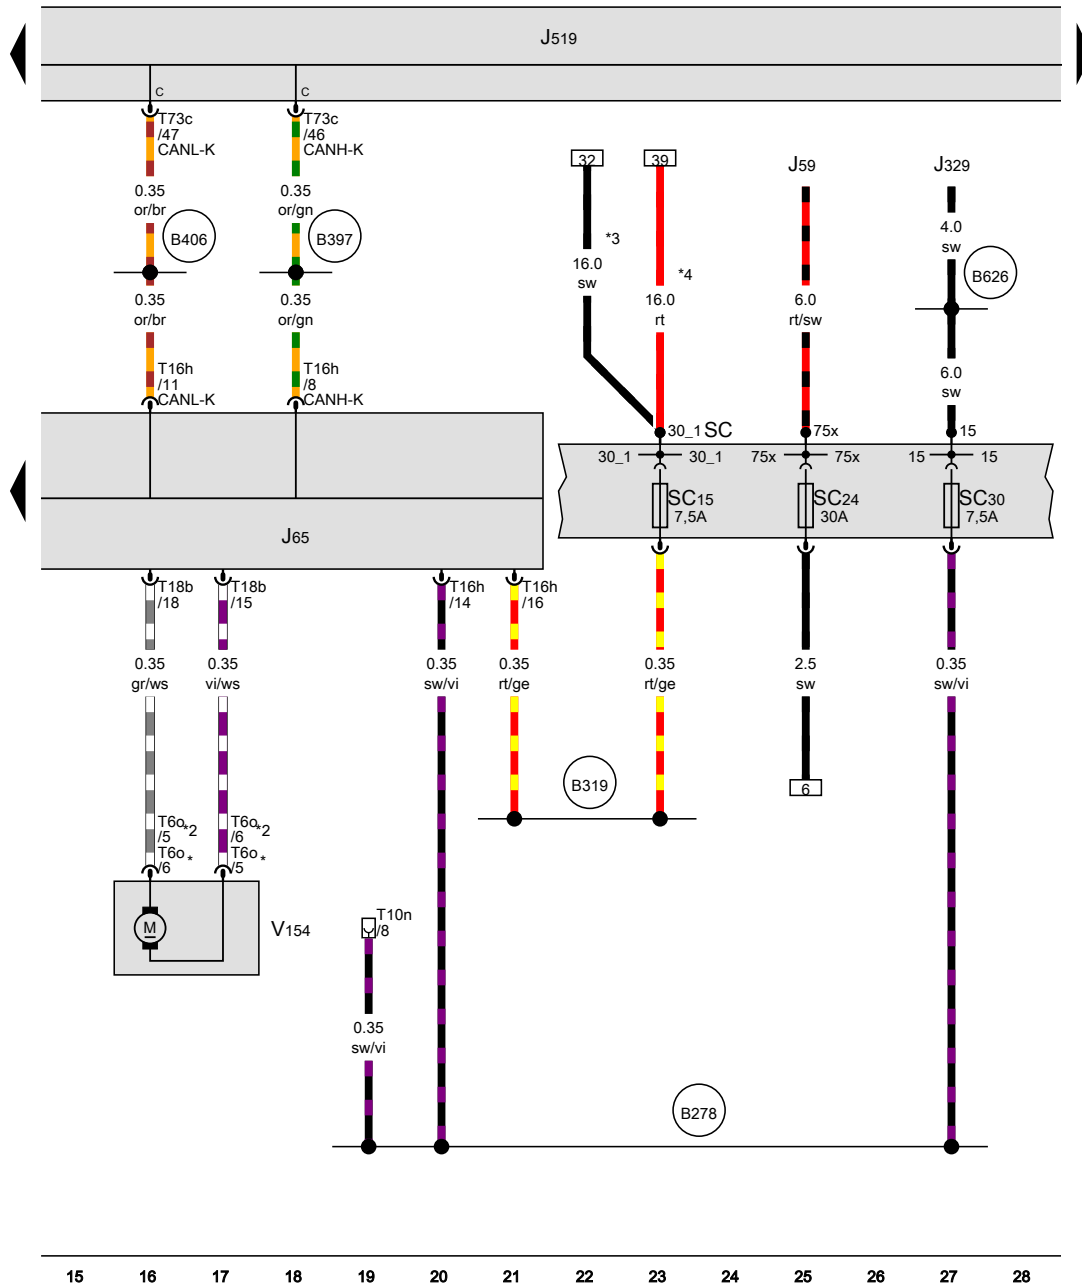 J519
c
c
T73c
/47
CANL-K
T73c
/46
CANH-K
32
39
J59
J329
0.35
or/br
0.35
or/gn
B406
B397
*3
16.0
sw
*4
16.0
rt
4.0
sw
B626
0.35
or/br
0.35
or/gn
6.0
rt/sw
6.0
sw
T16h
/11
CANL-K
T16h
/8
CANH-K
30_1 SC
75x
15
30_1 30_1
75x 75x
15 15
SC15
7,5A
SC24
30A
SC30
7,5A
J65
T18b
/18
T18b
/15
T16h
/14
T16h
/16
0.35
gr/ws
0.35
vi/ws
0.35
sw/vi
0.35
rt/ge
0.35
rt/ge
2.5
sw
0.35
sw/vi
B319
6
T6o
/5 *2
T6o
/6 *
T6o
/6 *2
T6o
/5 *
M
V154
T10n
/8
0.35
sw/vi
B278
15 16 17 18 19 20 21 22 23 24 25 26 27 28